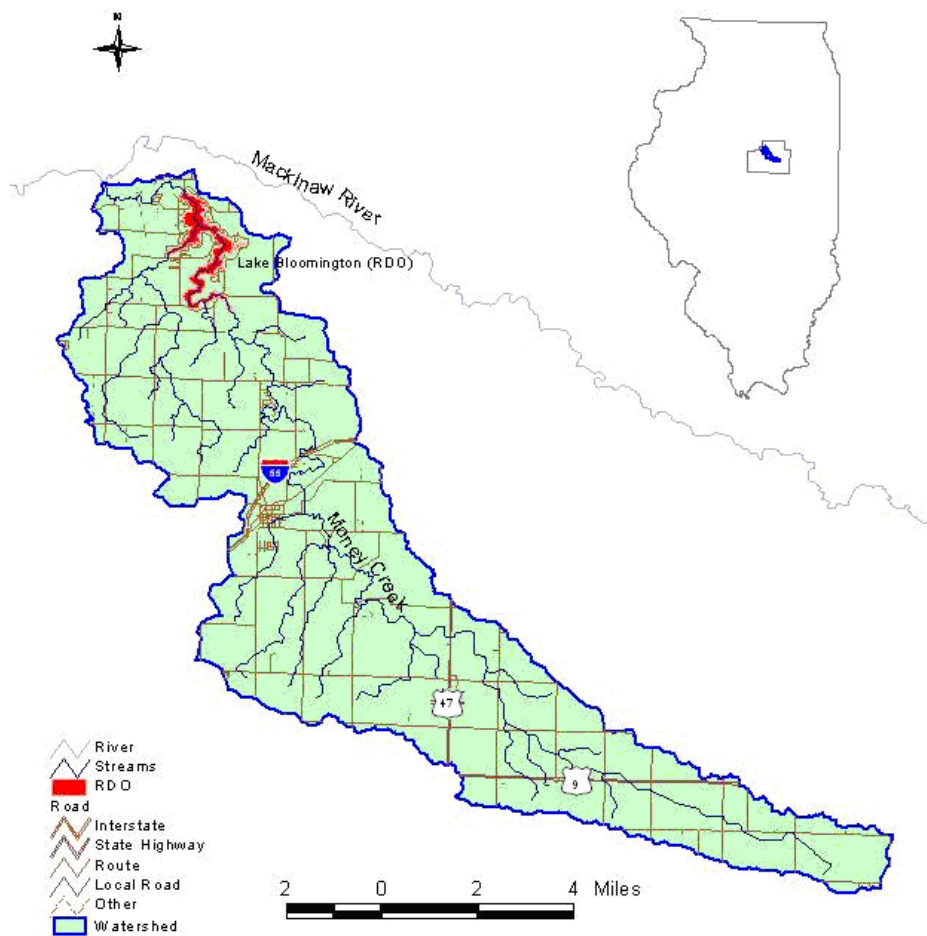 N
Mackinaw River
Lake Bloomington (RDO)
55
Money Creek
47
9
River
Streams
RDO
Road
Interstate
State Highway
Route
Local Road
Other
Watershed
2 0 2 4 Miles